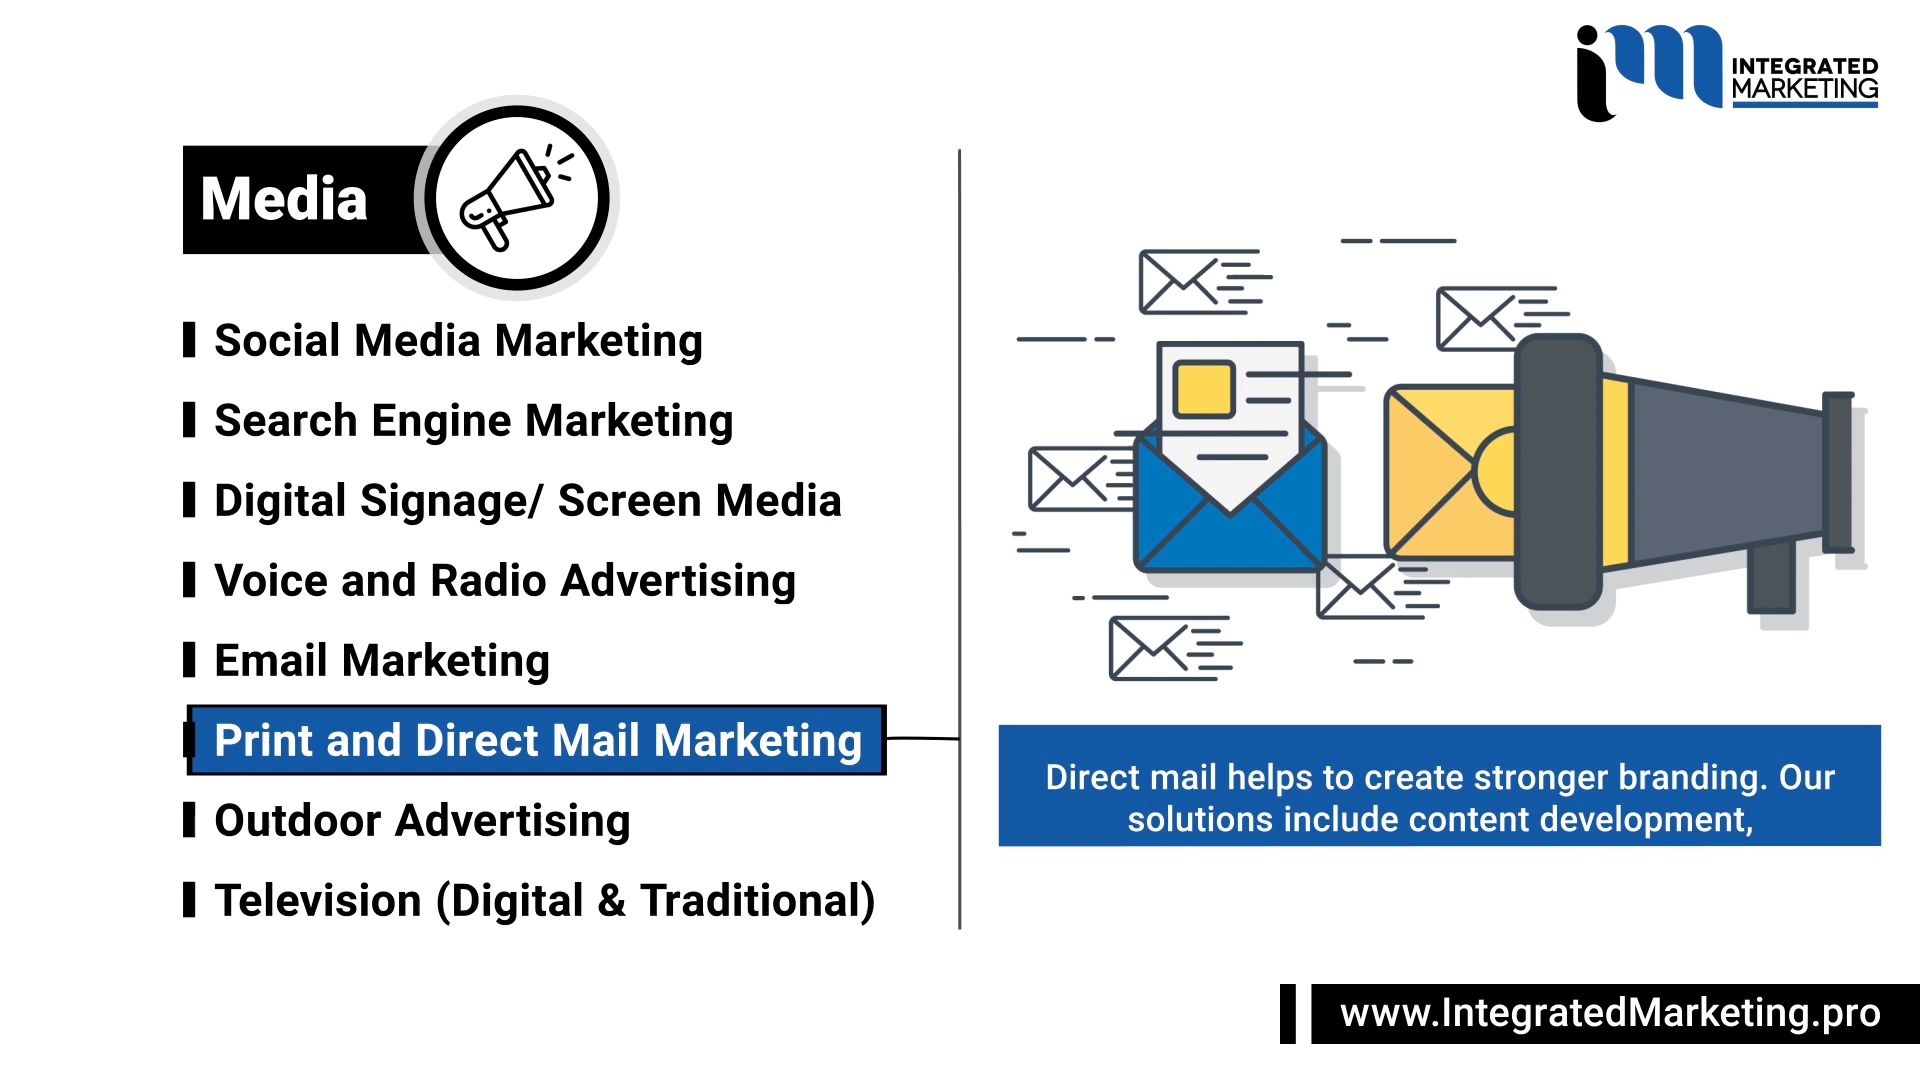 INTEGRATED
MARKETING
Media
Social Media Marketing
Search Engine Marketing
Digital Signage/ Screen Media
Voice and Radio Advertising
Email Marketing
Print and Direct Mail Marketing
Outdoor Advertising
Television (Digital & Traditional)
Direct mail helps to create stronger branding. Our
solutions include content development,
www.IntegratedMarketing.pro